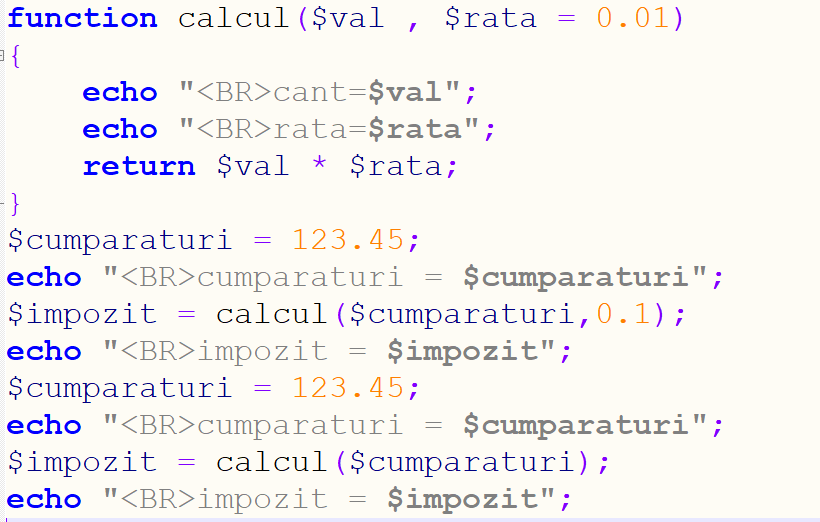 function calcul($val , $rata = 0.01)
{
    echo "<BR>cant=$val";
    echo "<BR>rata=$rata";
    return $val * $rata;
}
$cumparaturi = 123.45;
echo "<BR>cumparaturi = $cumparaturi";
$impozit = calcul($cumparaturi,0.1);
echo "<BR>impozit = $impozit";
$cumparaturi = 123.45;
echo "<BR>cumparaturi = $cumparaturi";
$impozit = calcul($cumparaturi);
echo "<BR>impozit = $impozit";